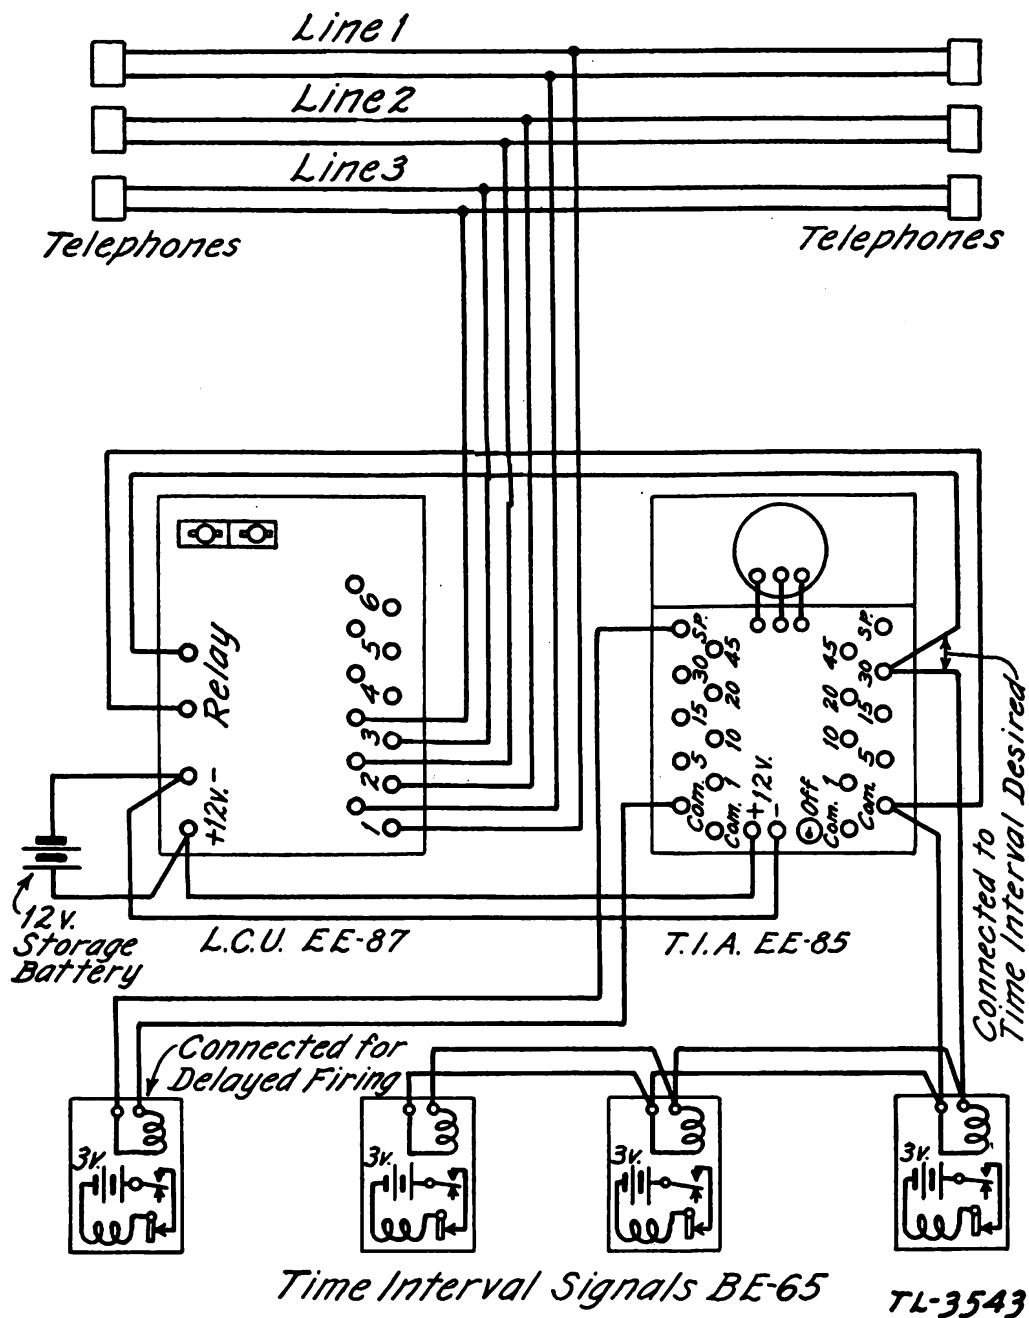 Line 1
Line 2
Line 3
Telephones
Telephones
Relay
6
5
4
3
2
1
-
+12v.
SP.
45
30
20
15
10
5
1
Com.
Com.
+12V.-
Off
SP.
45
30
20
15
10
5
1
Com.
Com.
12v.
Storage
Battery
L.C.U. EE-87
T.I.A. EE-85
Connected to
Time Interval Desired
Connected for
Delayed Firing
3v.
3v.
3v.
3v.
Time Interval Signals BE-65
TL-3543